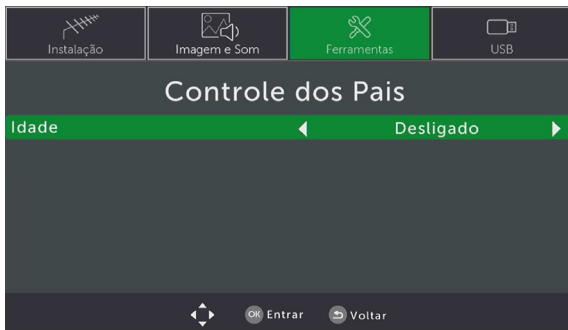 Instalação
Imagem e Som
Ferramentas
USB
Controle dos Pais
Idade Desligado
OK Entrar Voltar